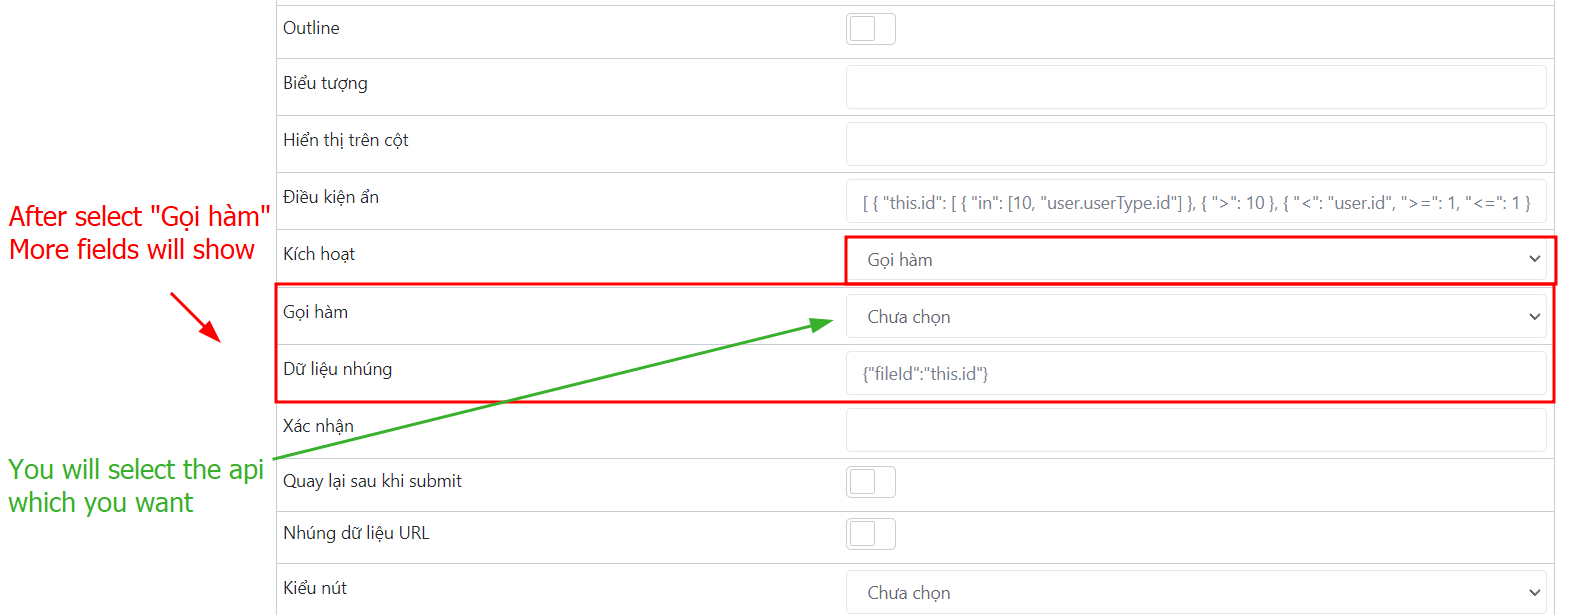 Outline
Biểu tượng
Hiển thị trên cột
Điều kiện ẩn
[ { "this.id": [ { "in": [10, "user.userType.id"] }, { ">": 10 }, { "<": "user.id", ">=": 1, "<=": 1 }
After select "Gọi hàm"
More fields will show
Kích hoạt
Gọi hàm
Gọi hàm
Chưa chọn
Dữ liệu nhúng
{"fileId":"this.id"}
Xác nhận
You will select the api
which you want
Quay lại sau khi submit
Nhúng dữ liệu URL
Kiểu nút
Chưa chọn